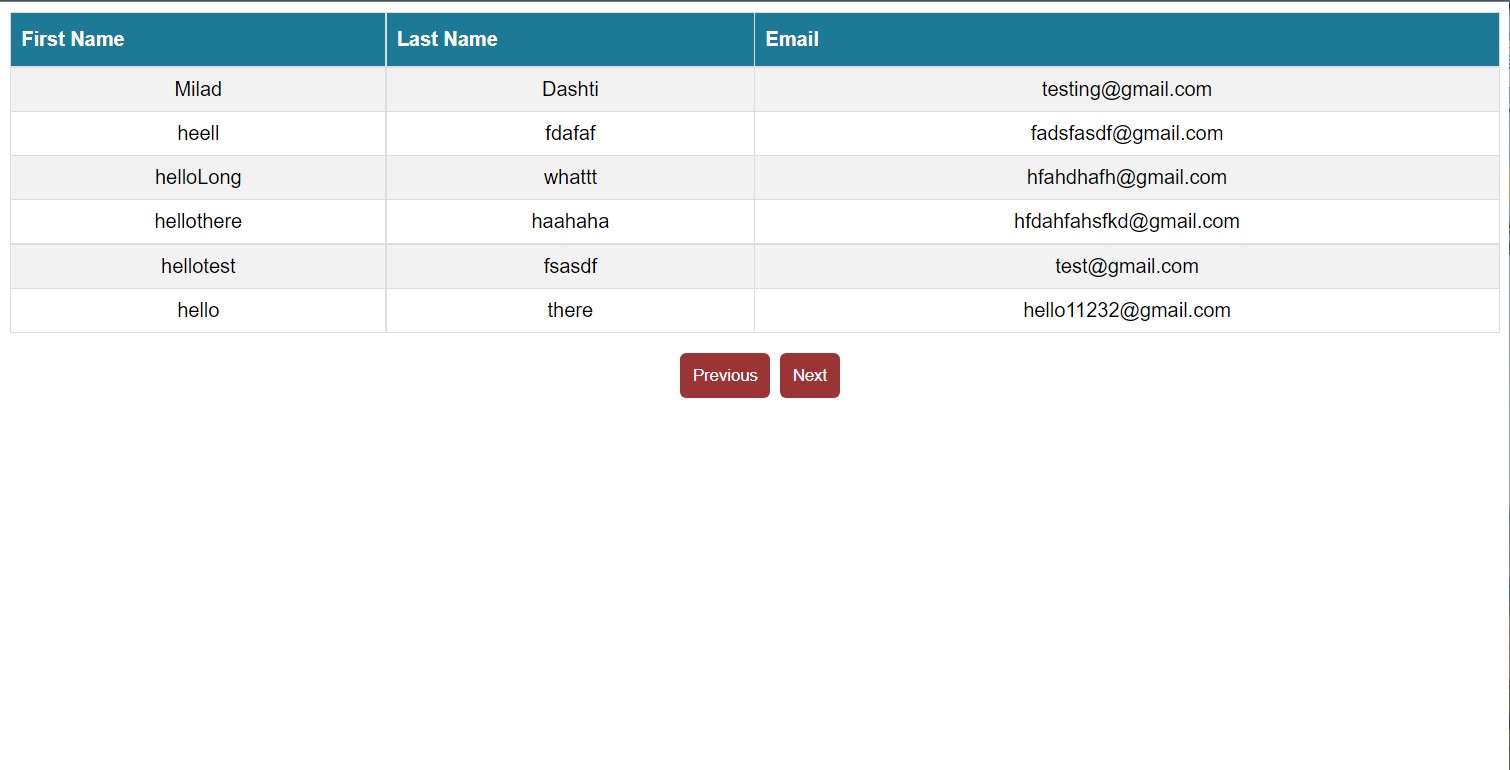 First Name Last Name Email
Milad Dashti testing@gmail.com
heell fdafaf fadsfasdf@gmail.com
helloLong whattt hfahdhafh@gmail.com
hellothere haahaha hfdahfahsfkd@gmail.com
hellotest fsasdf test@gmail.com
hello there hello11232@gmail.com
Previous Next